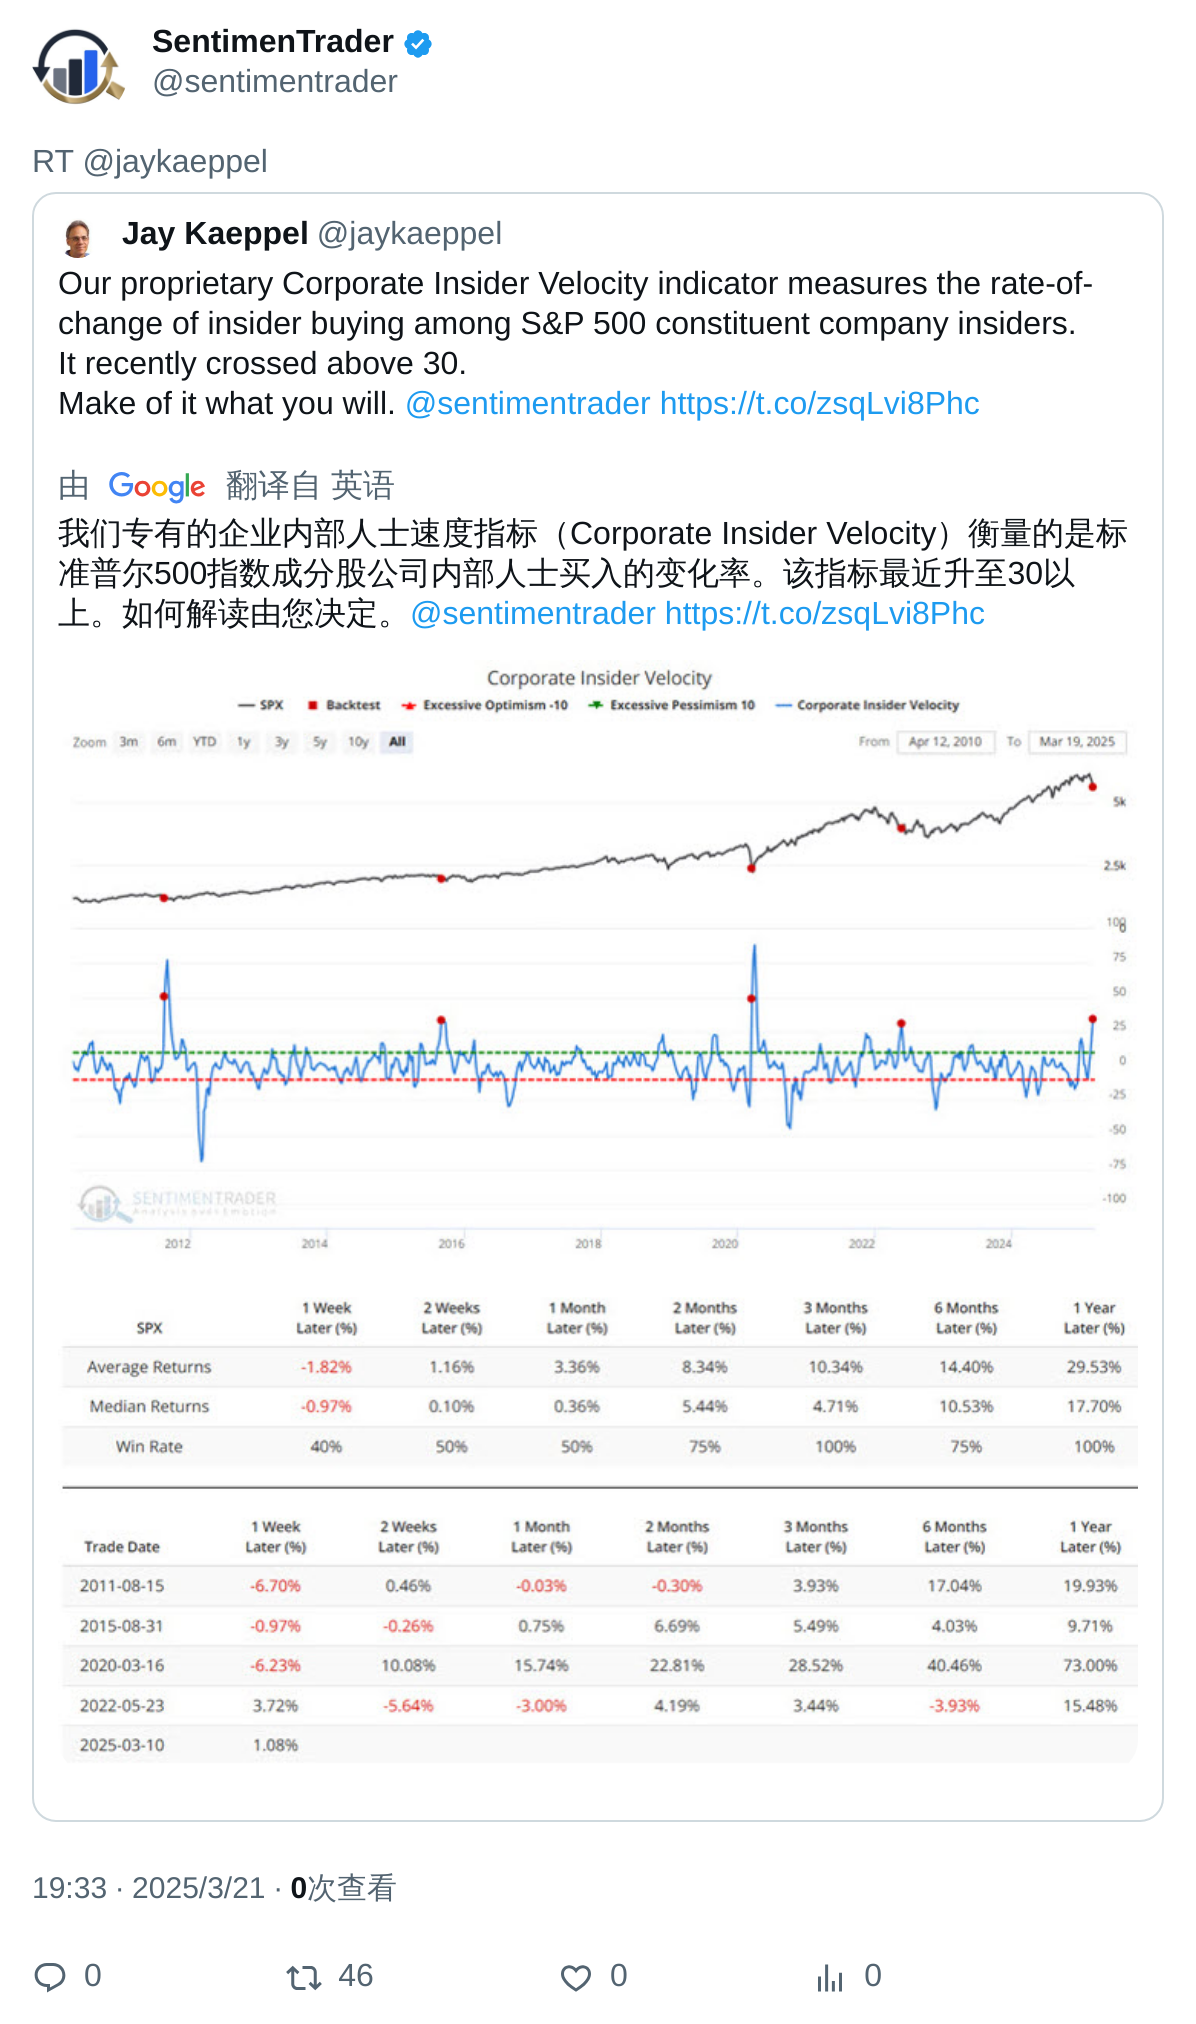 SentimenTrader
@sentimentrader
RT @jaykaeppel
Jay Kaeppel @jaykaeppel
Our proprietary Corporate Insider Velocity indicator measures the rate-of-
change of insider buying among S&P 500 constituent company insiders.
It recently crossed above 30.
Make of it what you will. @sentimentrader https://t.co/zsqLvi8Phc
由 Google 翻译自 英语
我们专有的企业内部人士速度指标（Corporate Insider Velocity）衡量的是标
准普尔500指数成分股公司内部人士买入的变化率。该指标最近升至30以
上。如何解读由您决定。@sentimentrader https://t.co/zsqLvi8Phc
Corporate Insider Velocity
SPX Backtest Excessive Optimism -10 Excessive Pessimism 10 Corporate Insider Velocity
Zoom 3m 6m YTD 1y 3y 5y 10y All From Apr 12, 2010 To Mar 19, 2025
5k
2.5k
0
100
75
50
25
0
-25
-50
-75
-100
SENTIMENTRADER
Analysis over Emotion
2012 2014 2016 2018 2020 2022 2024
SPX 1 Week Later (%) 2 Weeks Later (%) 1 Month Later (%) 2 Months Later (%) 3 Months Later (%) 6 Months Later (%) 1 Year Later (%)
Average Returns -1.82% 1.16% 3.36% 8.34% 10.34% 14.40% 29.53%
Median Returns -0.97% 0.10% 0.36% 5.44% 4.71% 10.53% 17.70%
Win Rate 40% 50% 50% 75% 100% 75% 100%
Trade Date 1 Week Later (%) 2 Weeks Later (%) 1 Month Later (%) 2 Months Later (%) 3 Months Later (%) 6 Months Later (%) 1 Year Later (%)
2011-08-15 -6.70% 0.46% -0.03% -0.30% 3.93% 17.04% 19.93%
2015-08-31 -0.97% -0.26% 0.75% 6.69% 5.49% 4.03% 9.71%
2020-03-16 -6.23% 10.08% 15.74% 22.81% 28.52% 40.46% 73.00%
2022-05-23 3.72% -5.64% -3.00% 4.19% 3.44% -3.93% 15.48%
2025-03-10 1.08%
19:33 · 2025/3/21 · 0次查看
0 46 0 0